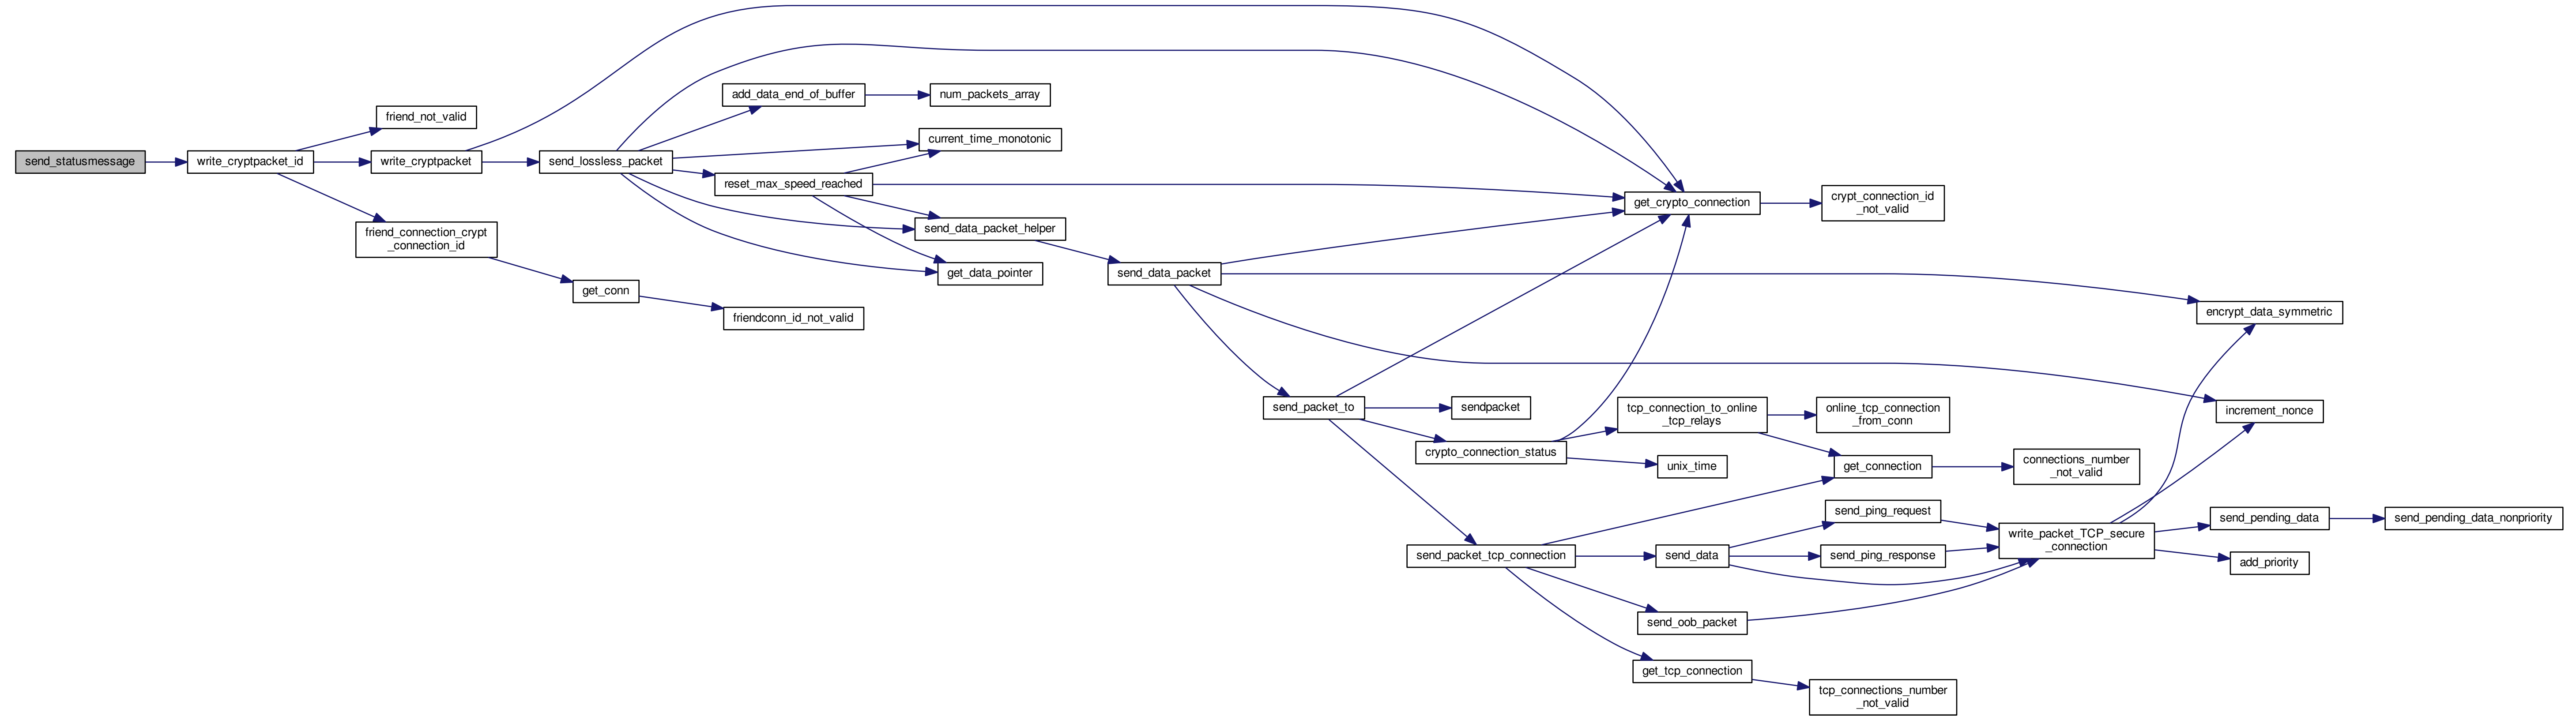 send_statusmessage
write_cryptpacket_id
friend_not_valid
write_cryptpacket
friend_connection_crypt
_connection_id
get_conn
friendconn_id_not_valid
send_lossless_packet
add_data_end_of_buffer
num_packets_array
current_time_monotonic
reset_max_speed_reached
send_data_packet_helper
get_data_pointer
send_data_packet
get_crypto_connection
crypt_connection_id
_not_valid
encrypt_data_symmetric
increment_nonce
send_packet_to
sendpacket
crypto_connection_status
tcp_connection_to_online
_tcp_relays
online_tcp_connection
_from_conn
unix_time
get_connection
connections_number
_not_valid
send_packet_tcp_connection
send_data
send_ping_request
send_ping_response
write_packet_TCP_secure
_connection
send_pending_data
send_pending_data_nonpriority
add_priority
send_oob_packet
get_tcp_connection
tcp_connections_number
_not_valid